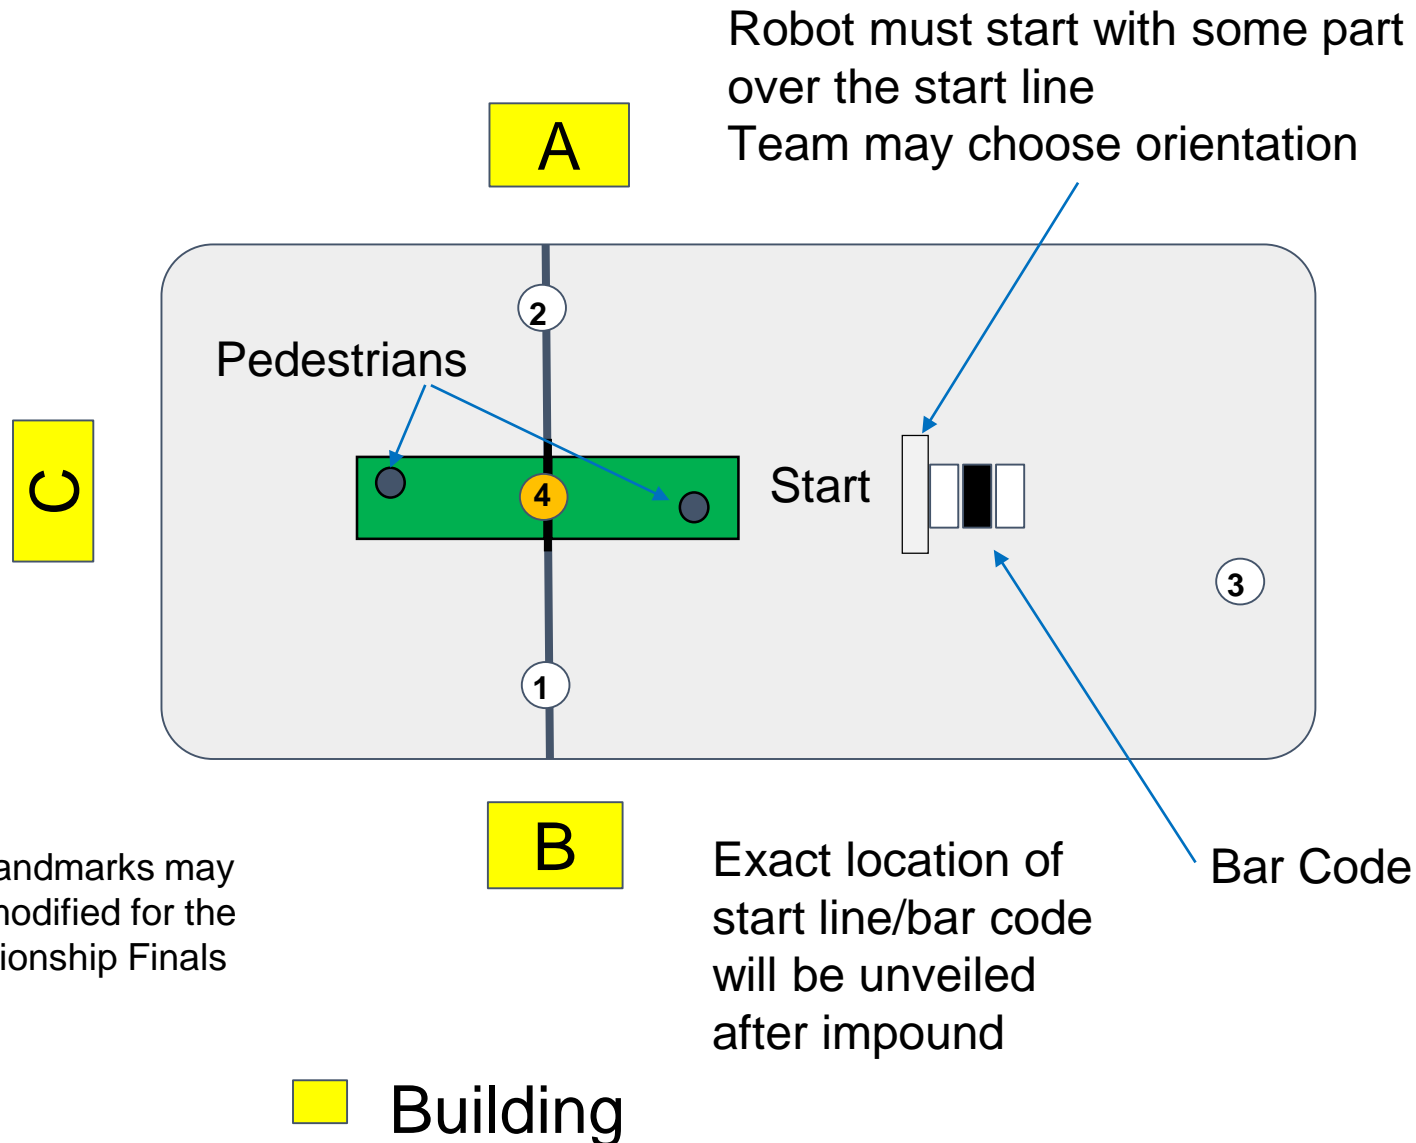 Robot must start with some part
over the start line
Team may choose orientation
A
2
Pedestrians
C
4
Start
3
1
B
andmarks may
nodified for the
ionship Finals
Exact location of
start line/bar code
will be unveiled
after impound
Bar Code
Building